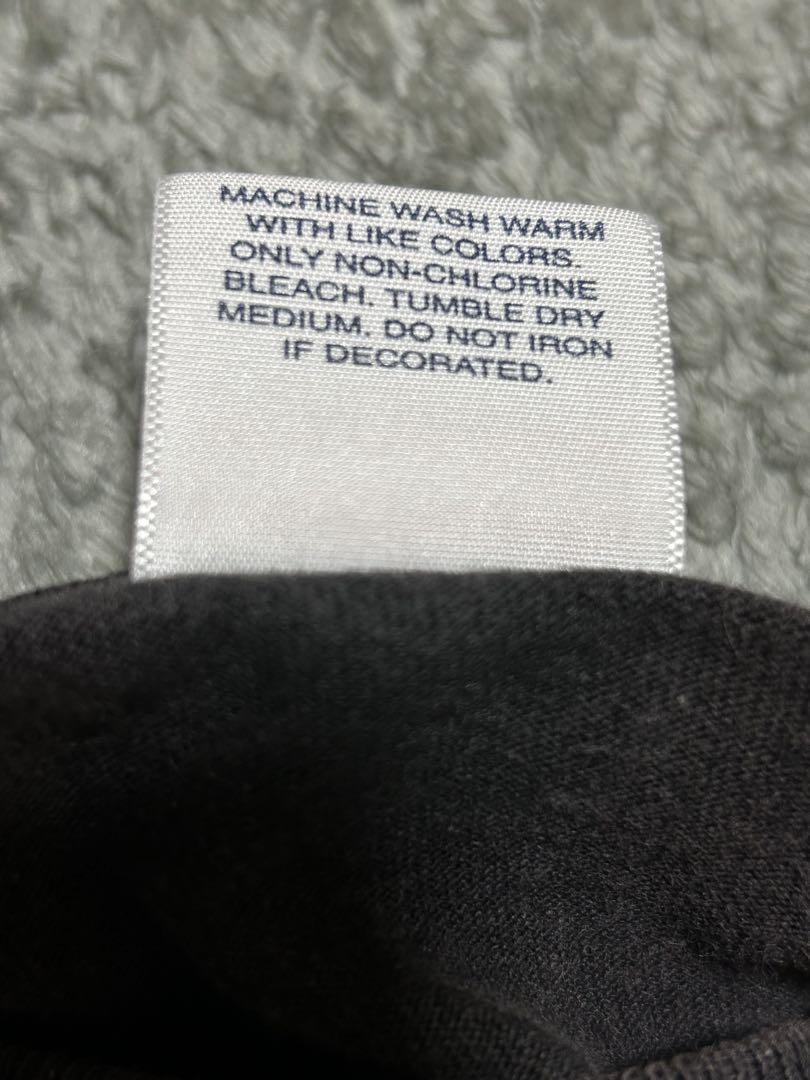 MACHINE WASH WARM
WITH LIKE COLORS.
ONLY NON-CHLORINE
BLEACH. TUMBLE DRY
MEDIUM. DO NOT IRON
IF DECORATED.